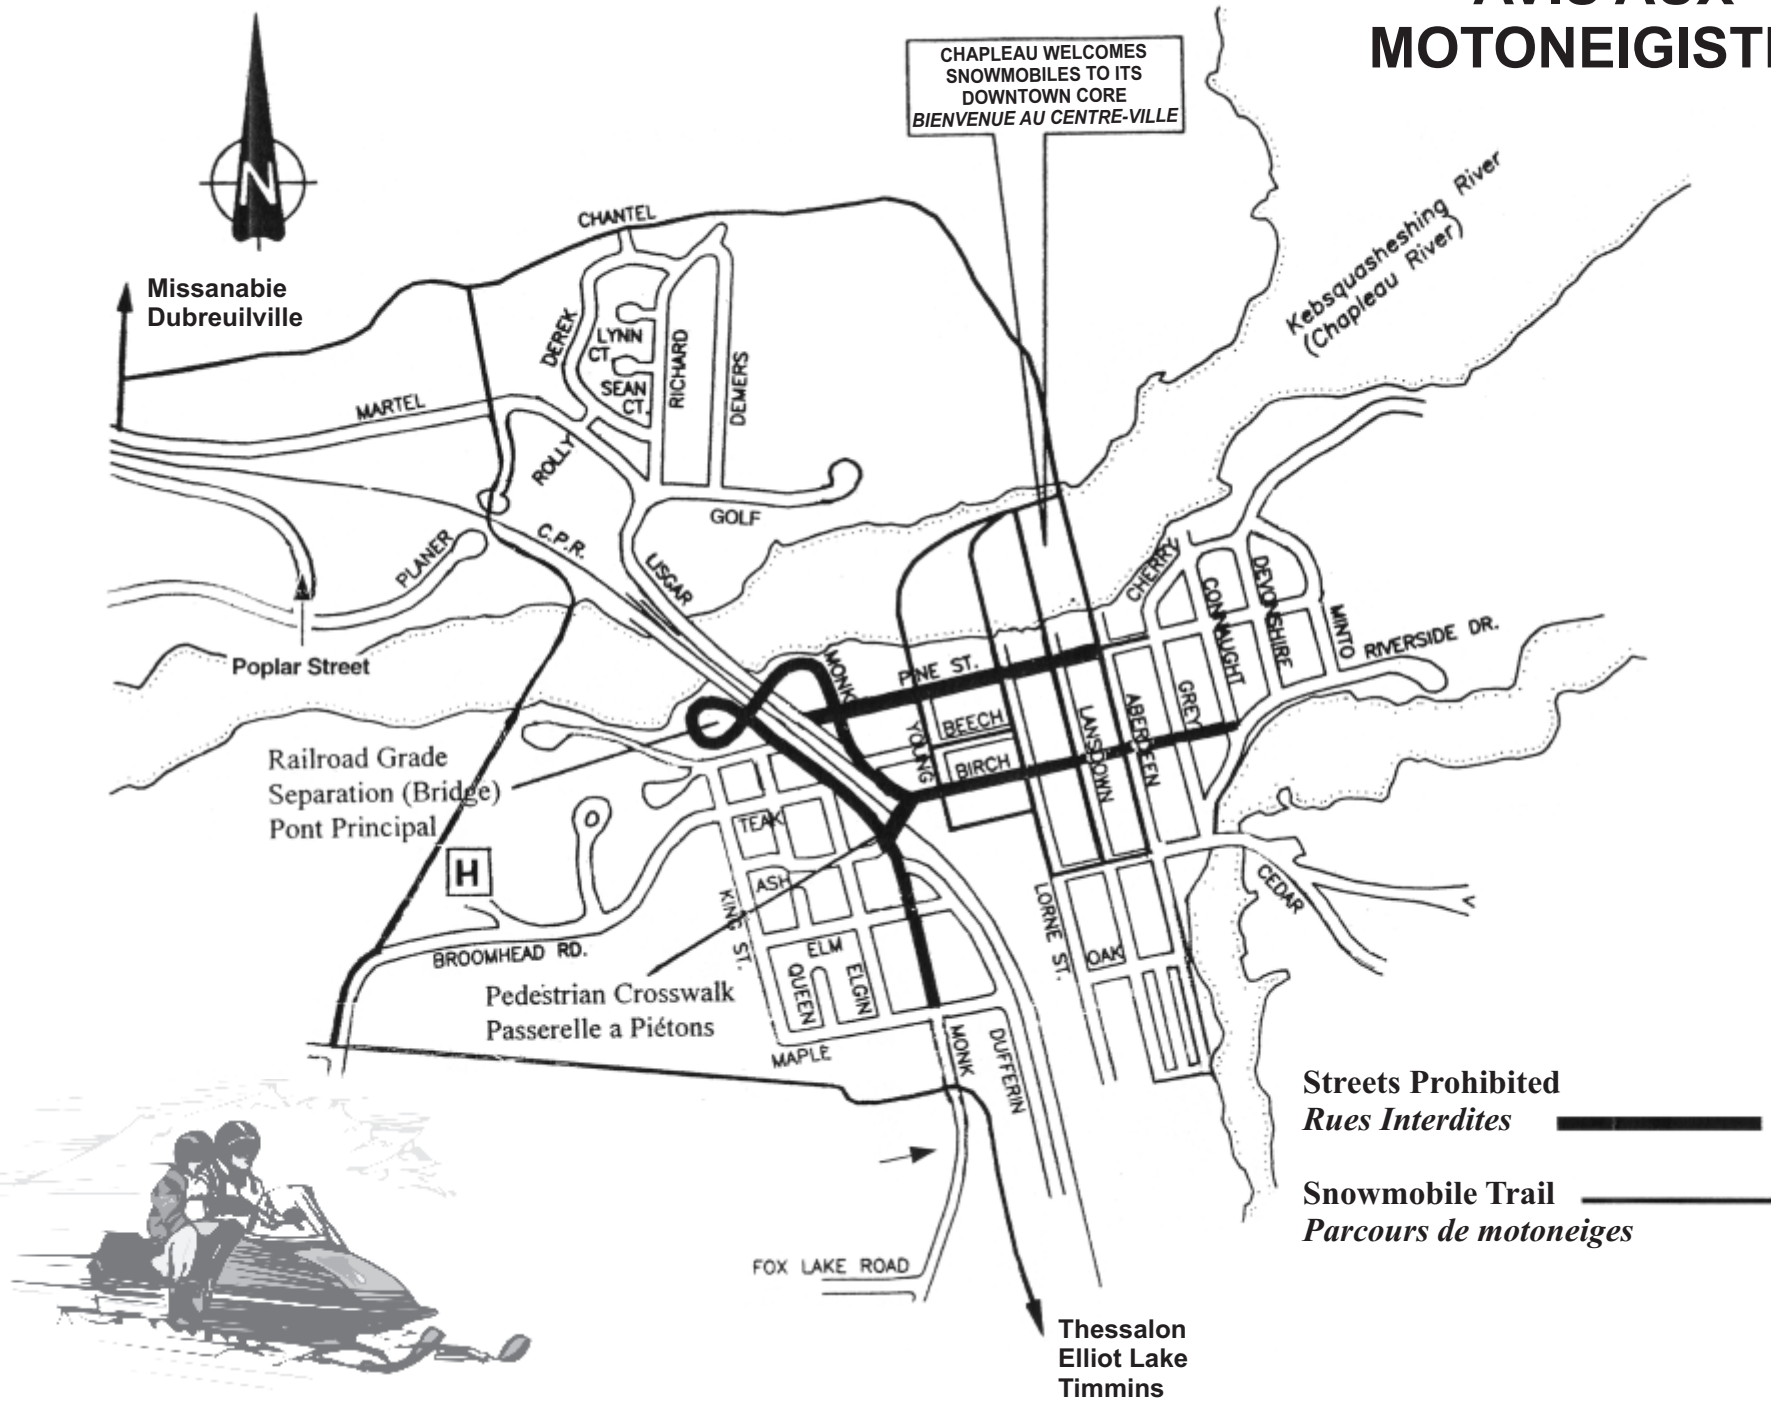 MOTONEIGISTE
CHAPLEAU WELCOMES
SNOWMOBILES TO ITS
DOWNTOWN CORE
BIENVENUE AU CENTRE-VILLE
N
Kebsquasheshing River
(Chapleau River)
Missanabie
Dubreuilville
CHANTEL
DEREK
LYNN
CT
SEAN
CT.
RICHARD
DEMERS
MARTEL
ROLLY
GOLF
C.P.R.
PLANER
LISGAR
Poplar Street
CHERRY
CONNAUGHT
DEVONSHIRE
MINTO
RIVERSIDE DR.
MONK
PINE ST.
GREY
ABERDEEN
LANSDOWN
BEECH
YOUNG
BIRCH
Railroad Grade
Separation (Bridge)
Pont Principal
TEAK
H
ASH
KING ST.
CEDAR
LORNE ST.
BROOMHEAD RD.
ELM
OAK
QUEEN
ELGIN
Pedestrian Crosswalk
Passerelle a Piétons
MAPLE
MONK
DUFFERIN
Streets Prohibited
Rues Interdites
Snowmobile Trail
Parcours de motoneiges
FOX LAKE ROAD
Thessalon
Elliot Lake
Timmins